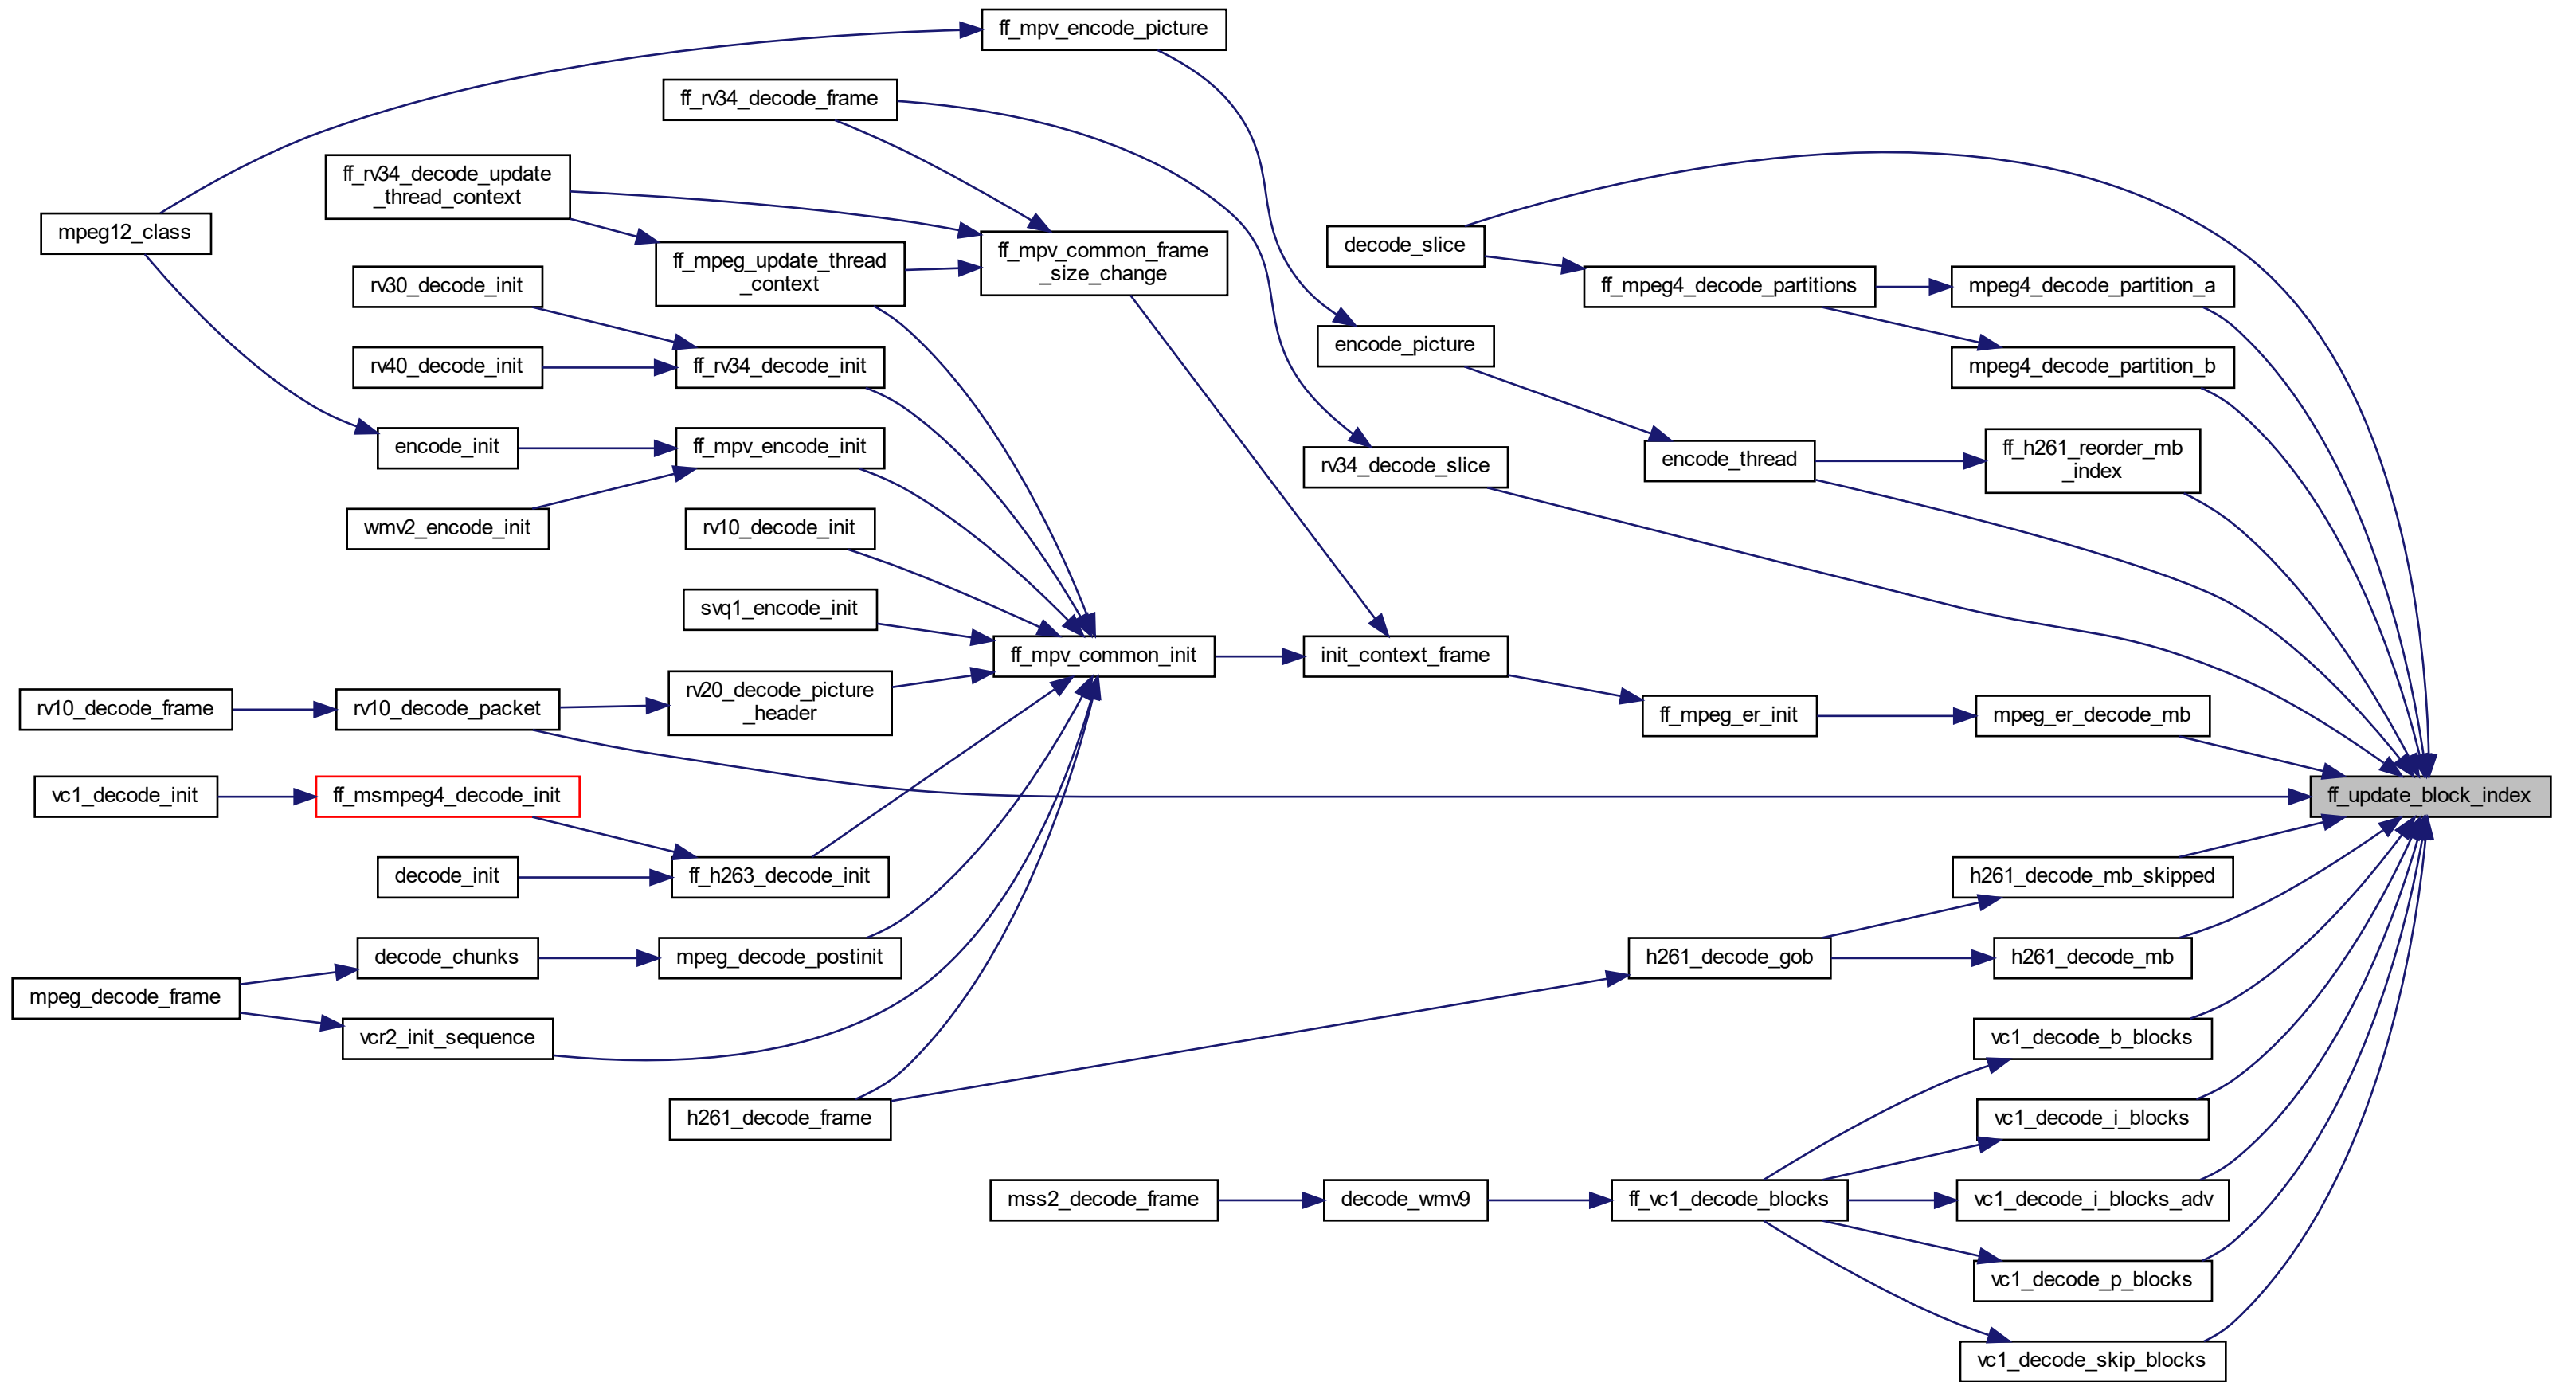 ff_mpv_encode_picture
ff_rv34_decode_frame
ff_rv34_decode_update
_thread_context
mpeg12_class
decode_slice
ff_mpv_common_frame
_size_change
ff_mpeg_update_thread
_context
rv30_decode_init
ff_mpeg4_decode_partitions
mpeg4_decode_partition_a
encode_picture
rv40_decode_init
ff_rv34_decode_init
mpeg4_decode_partition_b
encode_init
ff_mpv_encode_init
rv34_decode_slice
encode_thread
ff_h261_reorder_mb
_index
wmv2_encode_init
rv10_decode_init
svq1_encode_init
ff_mpv_common_init
init_context_frame
rv10_decode_frame
rv10_decode_packet
rv20_decode_picture
_header
ff_mpeg_er_init
mpeg_er_decode_mb
vc1_decode_init
ff_msmpeg4_decode_init
ff_update_block_index
decode_init
ff_h263_decode_init
h261_decode_mb_skipped
decode_chunks
mpeg_decode_postinit
h261_decode_gob
h261_decode_mb
mpeg_decode_frame
vcr2_init_sequence
vc1_decode_b_blocks
h261_decode_frame
vc1_decode_i_blocks
mss2_decode_frame
decode_wmv9
ff_vc1_decode_blocks
vc1_decode_i_blocks_adv
vc1_decode_p_blocks
vc1_decode_skip_blocks